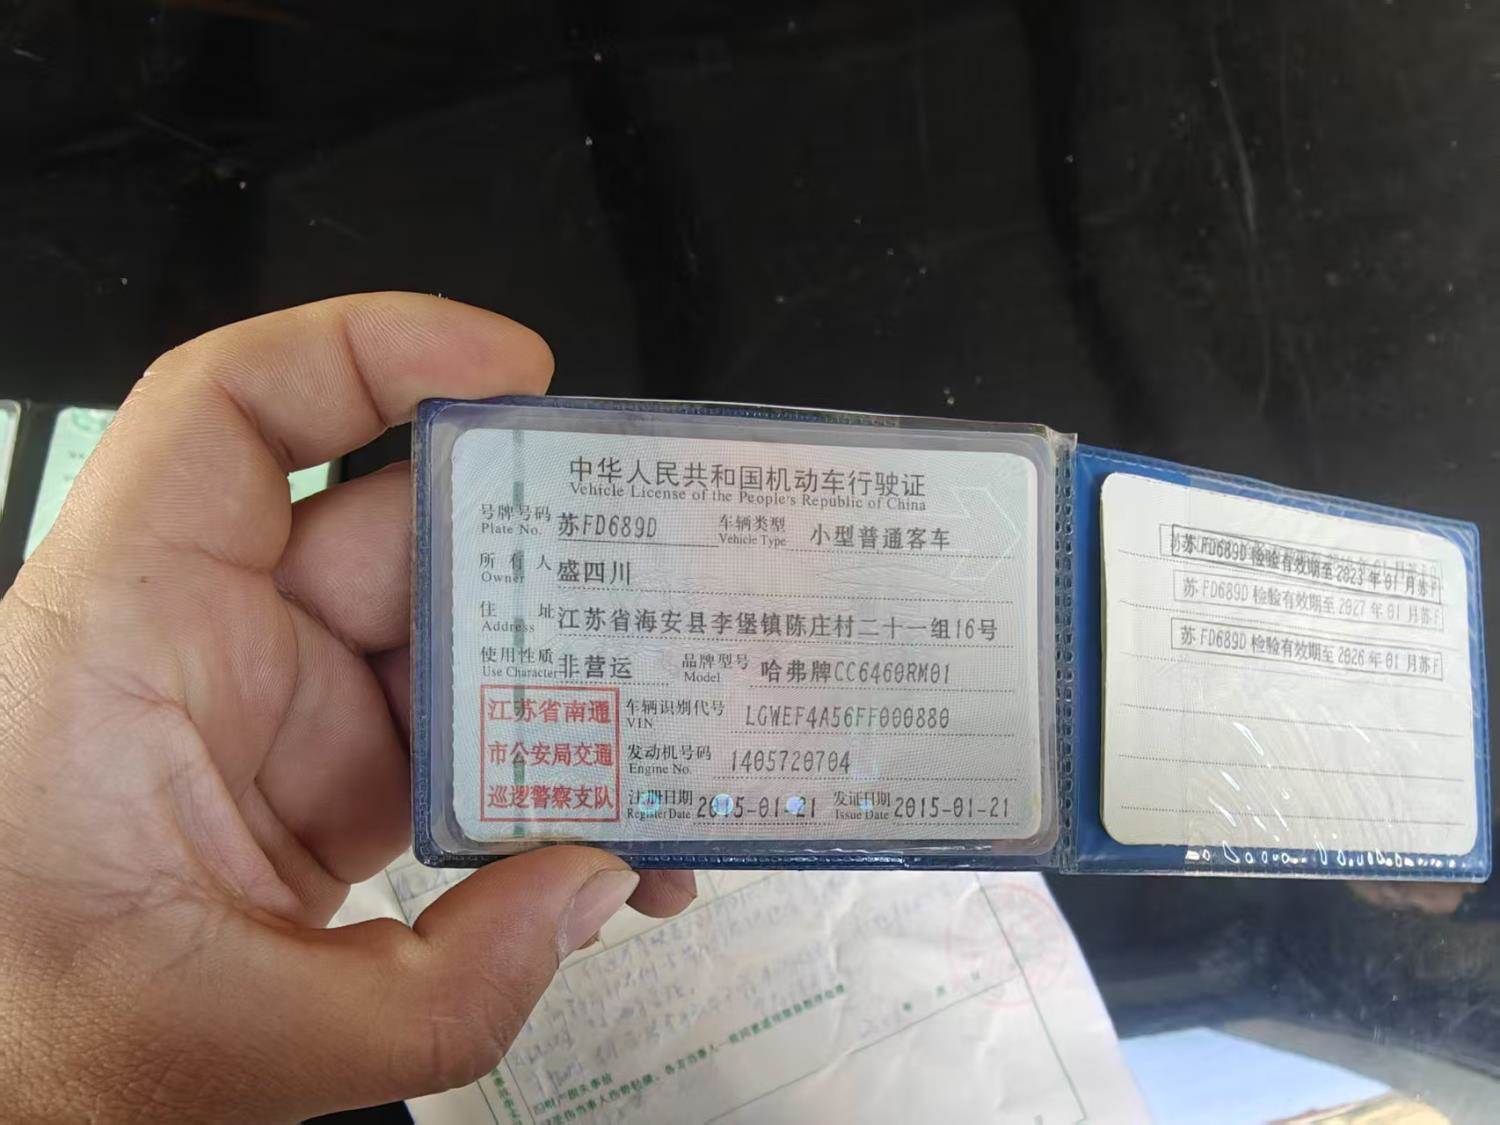 中华人民共和国机动车行驶证
Vehicle License of the People's Republic of China
号牌号码 苏FD689D 车辆类型 小型普通客车
Plate No. Vehicle Type
所有人 盛四川
Owner
住址 江苏省海安县李堡镇陈庄村二十一组16号
Address
使用性质 非营运 品牌型号 哈弗牌CC6460RM01
Use Character Model
江苏省南通
市公安局交通
巡逻警察支队
车辆识别代号 LGWEF4A56FF000880
VIN
发动机号码 1405720704
Engine No.
注册日期 2015-01-21 发证日期 2015-01-21
Register Date Issue Date
苏FD689D 检验有效期至2023年01月苏F
苏FD689D 检验有效期至2027年01月苏F
苏FD689D 检验有效期至2026年01月苏F